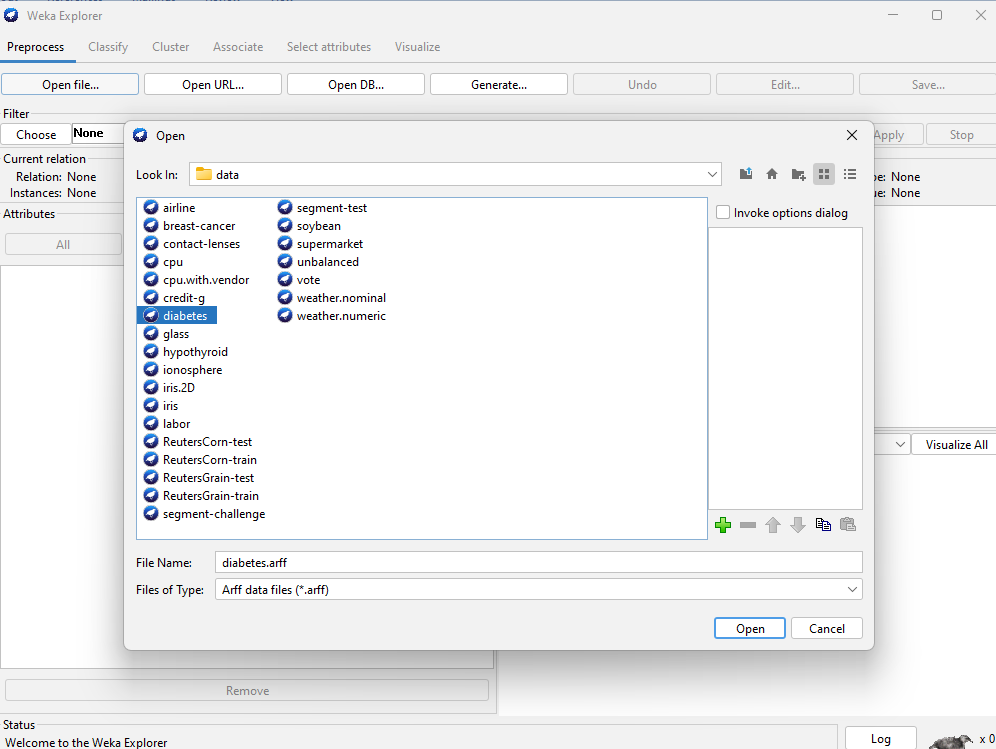 Weka Explorer
Preprocess Classify Cluster Associate Select attributes Visualize
Open file... Open URL... Open DB... Generate... Undo Edit... Save...
Filter
Choose None Apply Stop
Current relation
Relation: None
Instances: None
pe: None
ue: None
Attributes
All
Open
Look In: data
Invoke options dialog
airline
breast-cancer
contact-lenses
cpu
cpu.with.vendor
credit-g
diabetes
glass
hypothyroid
ionosphere
iris.2D
iris
labor
ReutersCorn-test
ReutersCorn-train
ReutersGrain-test
ReutersGrain-train
segment-challenge
segment-test
soybean
supermarket
unbalanced
vote
weather.nominal
weather.numeric
File Name: diabetes.arff
Files of Type: Arff data files (*.arff)
Open Cancel
Visualize All
Remove
Status
Welcome to the Weka Explorer
Log x 0